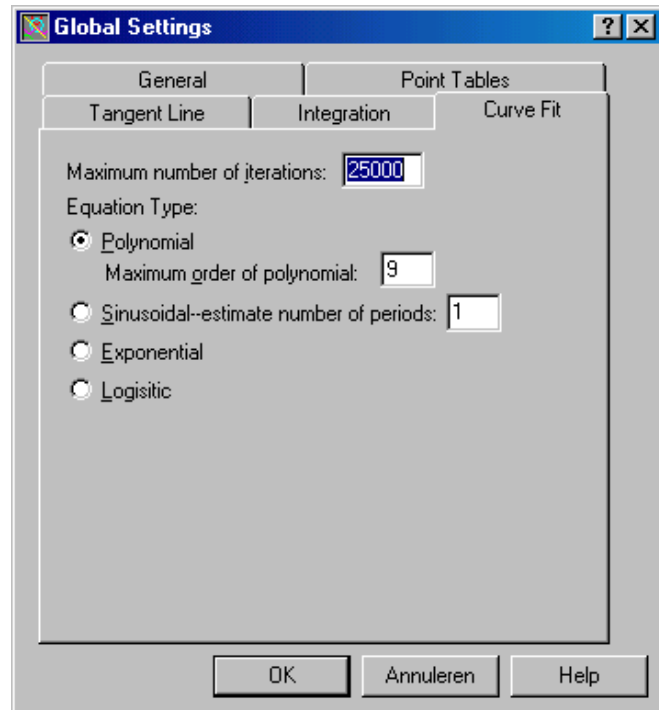 Global Settings
General Point Tables
Tangent Line Integration Curve Fit
Maximum number of iterations: 25000
Equation Type:
Polynomial
Maximum order of polynomial: 9
Sinusoidal--estimate number of periods: 1
Exponential
Logisitic
OK Annuleren Help